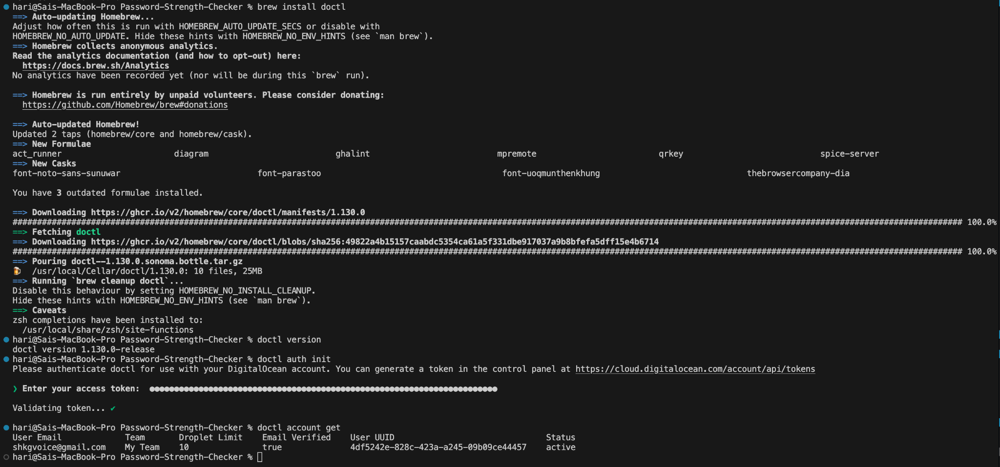 hari@Sais-MacBook-Pro Password-Strength-Checker % brew install doctl
==> Auto-updating Homebrew...
Adjust how often this is run with HOMEBREW_AUTO_UPDATE_SECS or disable with
HOMEBREW_NO_AUTO_UPDATE. Hide these hints with HOMEBREW_NO_ENV_HINTS (see `man brew`).
==> Homebrew collects anonymous analytics.
Read the analytics documentation (and how to opt-out) here:
  https://docs.brew.sh/Analytics
No analytics have been recorded yet (nor will be during this `brew` run).

==> Homebrew is run entirely by unpaid volunteers. Please consider donating:
  https://github.com/Homebrew/brew#donations

==> Auto-updated Homebrew!
Updated 2 taps (homebrew/core and homebrew/cask).
==> New Formulae
act_runner diagram ghalint mpremote qrkey spice-server
==> New Casks
font-noto-sans-sunuwar font-parastoo font-uoqmunthenkhung thebrowsercompany-dia

You have 3 outdated formulae installed.

==> Downloading https://ghcr.io/v2/homebrew/core/doctl/manifests/1.130.0
################################################################################ 100.0%
==> Fetching doctl
==> Downloading https://ghcr.io/v2/homebrew/core/doctl/blobs/sha256:49822a4b15157caabdc5354ca61a5f331dbe917037a9b8bfefa5dff15e4b6714
################################################################################ 100.0%
==> Pouring doctl--1.130.0.sonoma.bottle.tar.gz
🍺  /usr/local/Cellar/doctl/1.130.0: 10 files, 25MB
==> Running `brew cleanup doctl`...
Disable this behaviour by setting HOMEBREW_NO_INSTALL_CLEANUP.
Hide these hints with HOMEBREW_NO_ENV_HINTS (see `man brew`).
==> Caveats
zsh completions have been installed to:
  /usr/local/share/zsh/site-functions
hari@Sais-MacBook-Pro Password-Strength-Checker % doctl version
doctl version 1.130.0-release
hari@Sais-MacBook-Pro Password-Strength-Checker % doctl auth init
Please authenticate doctl for use with your DigitalOcean account. You can generate a token in the control panel at https://cloud.digitalocean.com/account/api/tokens

❯ Enter your access token:  ●●●●●●●●●●●●●●●●●●●●●●●●●●●●●●●●●●●●●●●●●●●●●●●●●●●●●●●●●●●●●●●●●●●●●●●

Validating token... ✔

hari@Sais-MacBook-Pro Password-Strength-Checker % doctl account get
User Email Team Droplet Limit Email Verified User UUID Status
shkgvoice@gmail.com My Team 10 true 4df5242e-828c-423a-a245-09b09ce44457 active
hari@Sais-MacBook-Pro Password-Strength-Checker %